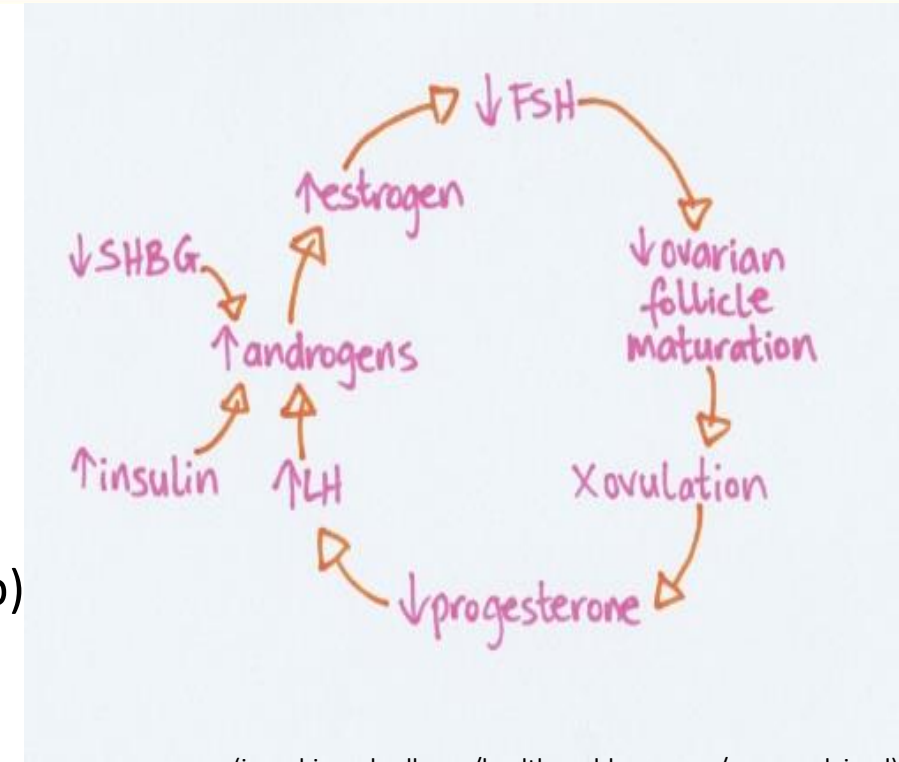 ↓FSH
↑estrogen
↓SHBG
↓ovarian
follicle
maturation
↑androgens
↑insulin
↑LH
Xovulation
↓progesterone
b)